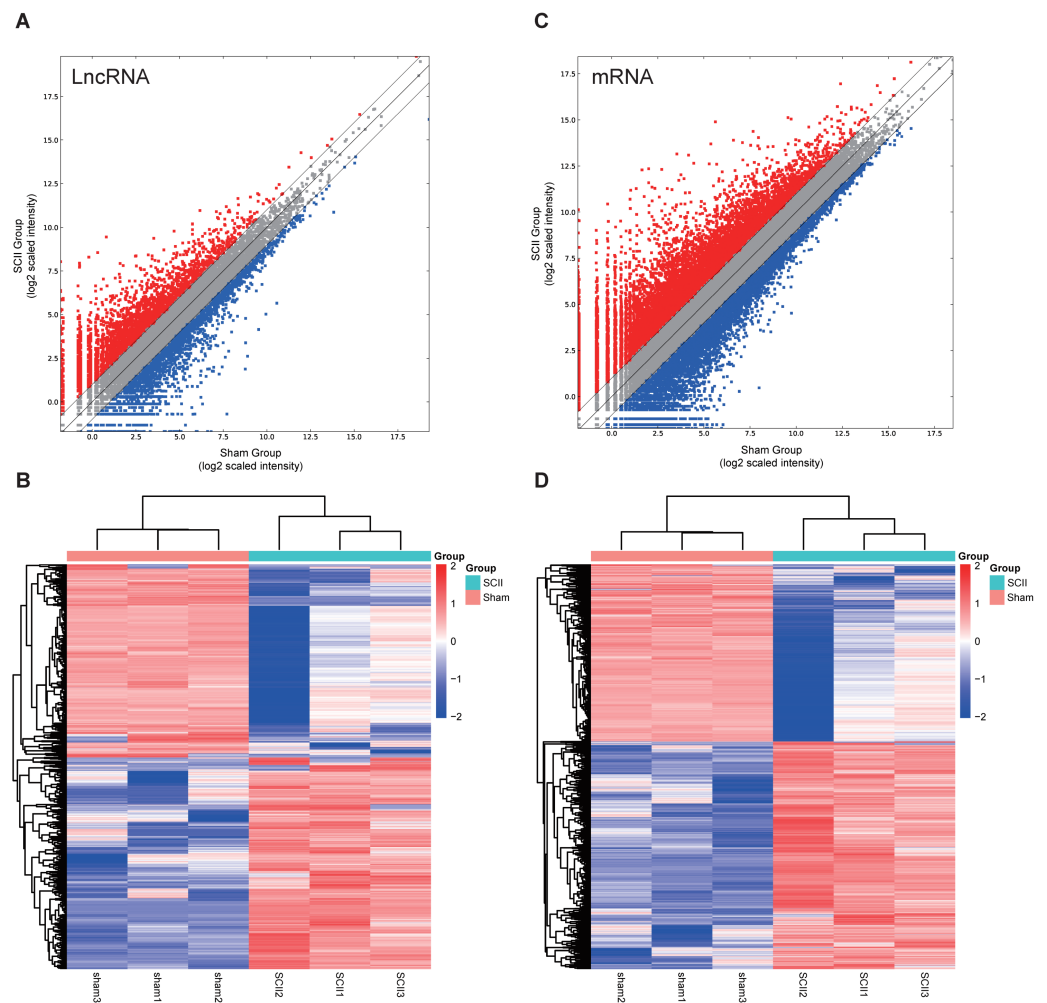 A
LncRNA
17.5
15.0
12.5
10.0
7.5
5.0
2.5
0.0
SCII Group
(log2 scaled intensity)
0.0 2.5 5.0 7.5 10.0 12.5 15.0 17.5
Sham Group
(log2 scaled intensity)
C
mRNA
17.5
15.0
12.5
10.0
7.5
5.0
2.5
0.0
SCII Group
(log2 scaled intensity)
0.0 2.5 5.0 7.5 10.0 12.5 15.0 17.5
Sham Group
(log2 scaled intensity)
B
Group
2
1
0
−1
−2
Group
SCII
Sham
sham3 sham1 sham2 SCII2 SCII1 SCII3
D
Group
2
1
0
−1
−2
Group
SCII
Sham
sham2 sham1 sham3 SCII2 SCII1 SCII3